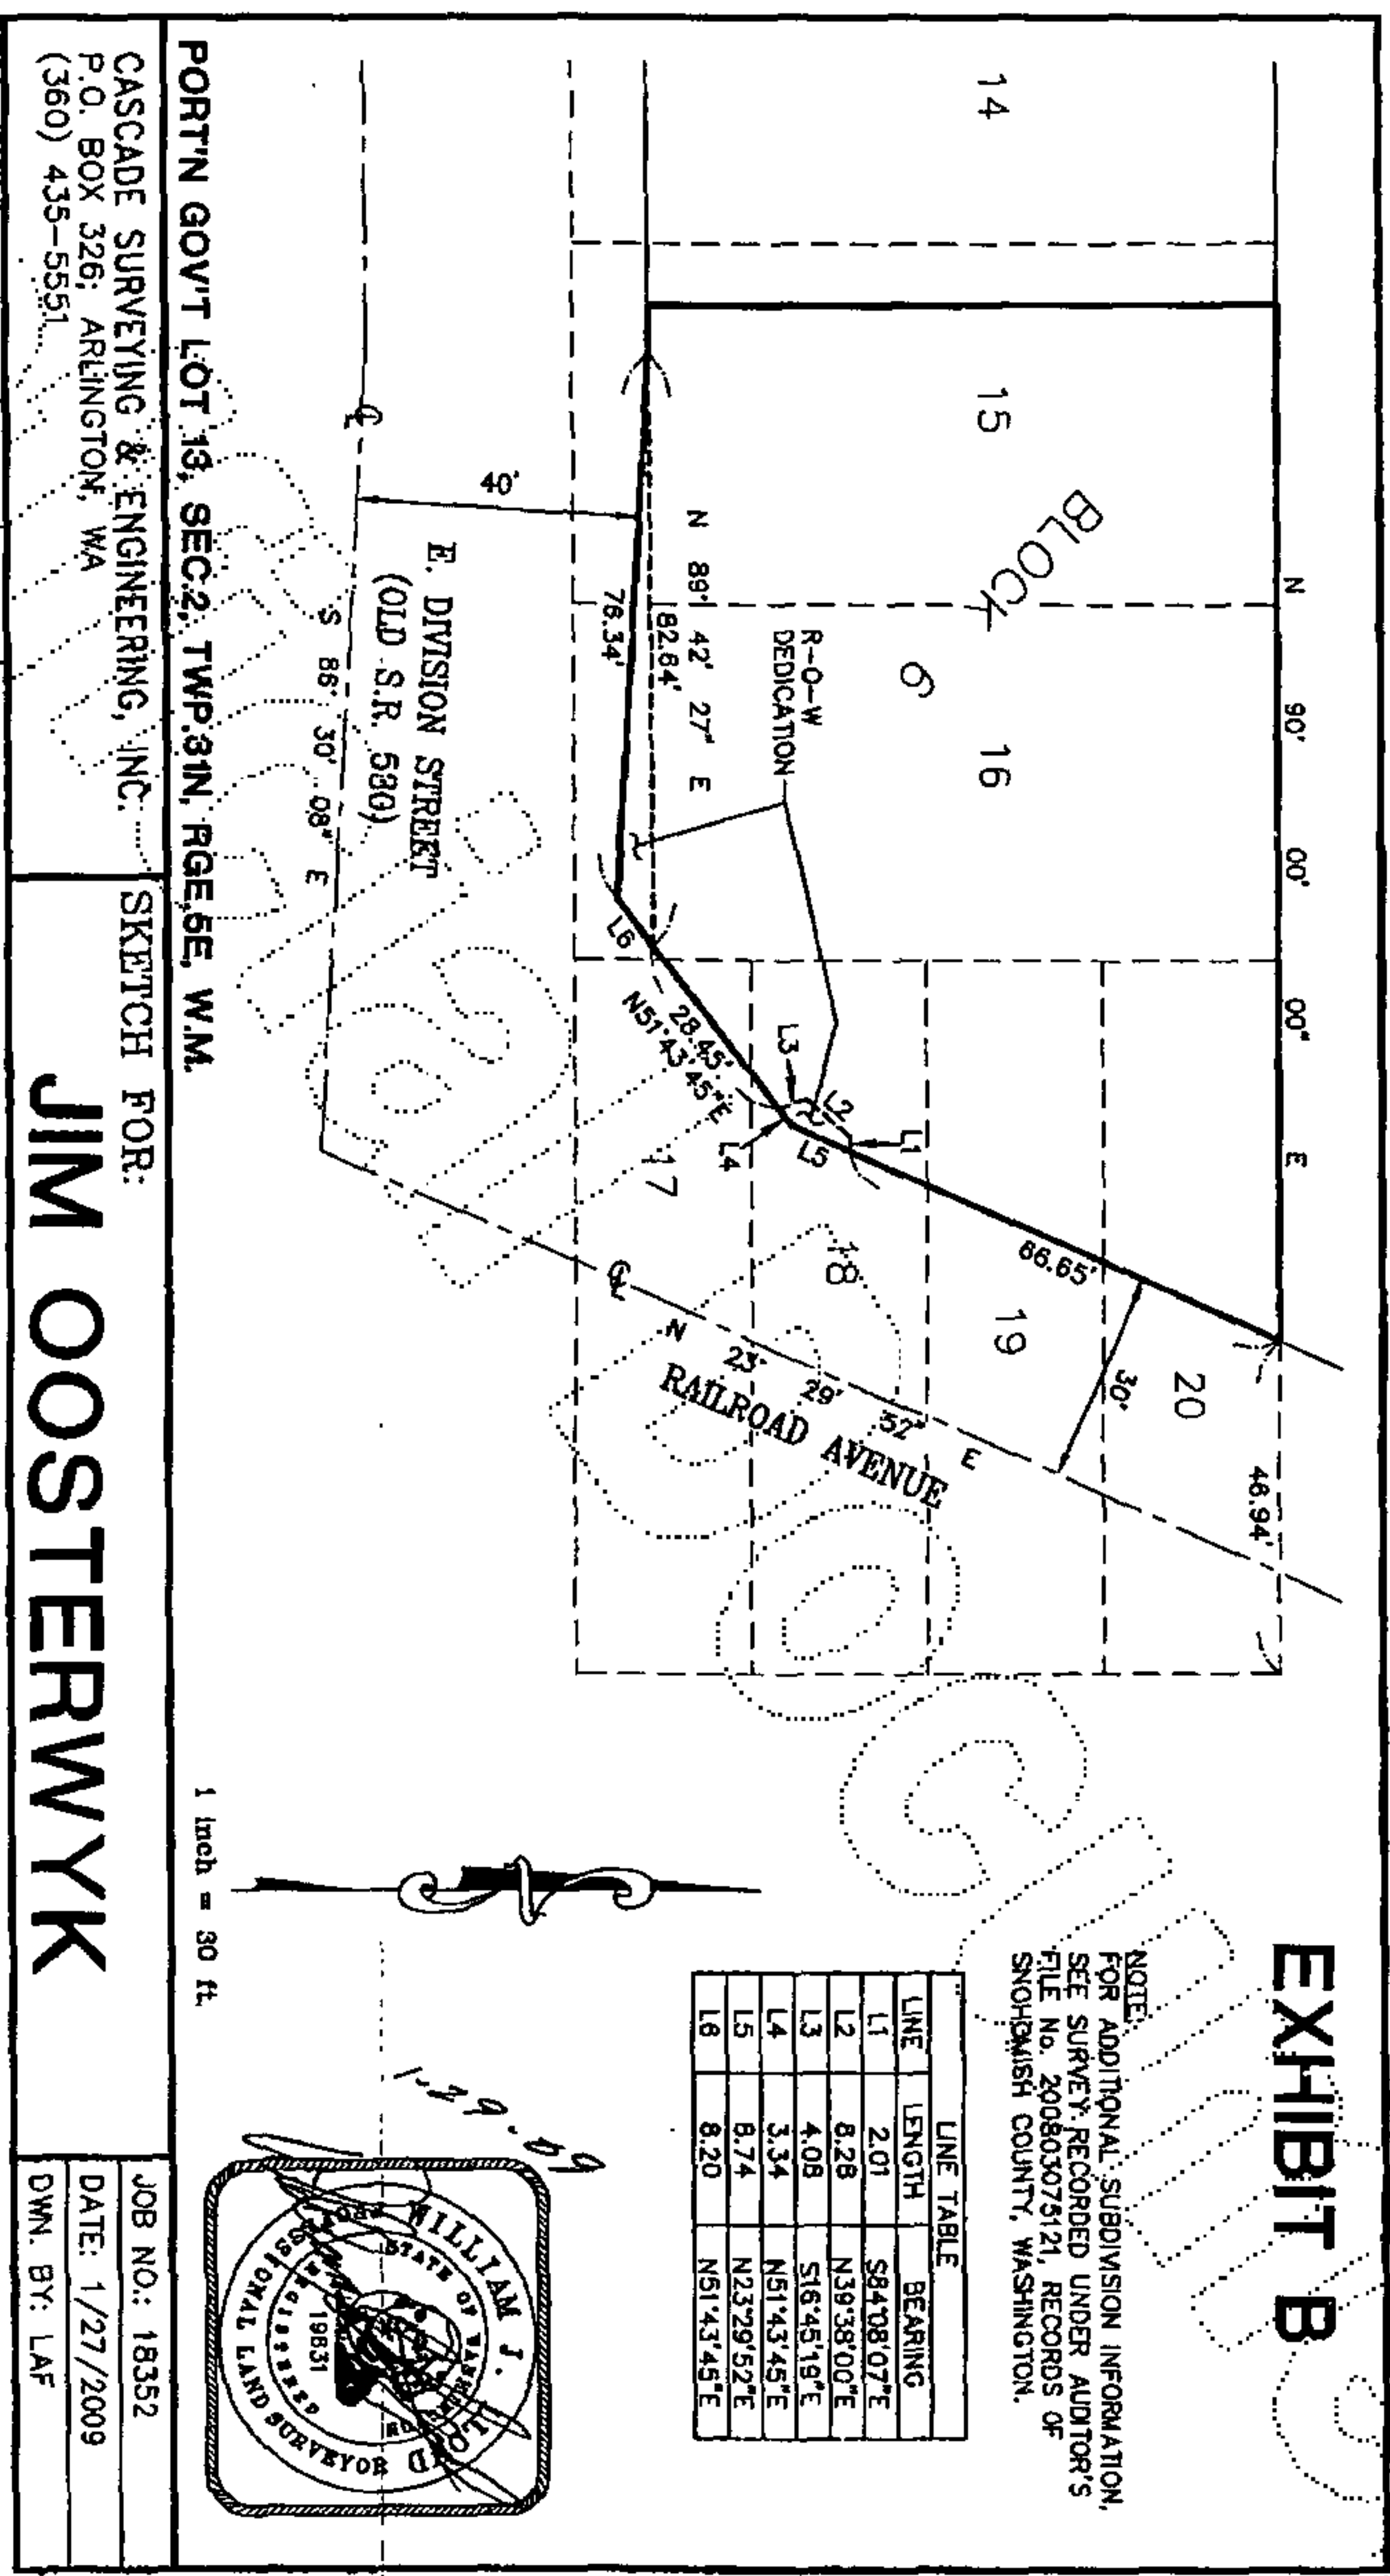 EXHIBIT B
NOTE:
FOR ADDITIONAL SUBDIVISION INFORMATION,
SEE SURVEY RECORDED UNDER AUDITOR'S
FILE No. 200803075121, RECORDS OF
SNOHOMISH COUNTY, WASHINGTON.
LINE TABLE
LINE LENGTH BEARING
L1 2.01 S84°08'07"E
L2 8.28 N39°38'00"E
L3 4.08 S16°45'19"E
L4 3.34 N51°43'45"E
L5 8.74 N23°29'52"E
L6 8.20 N51°43'45"E
N 90° 00' 00" E
46.94'
14
15
BLOCK 6
16
17
18
19
20
66.65'
30'
R-O-W
DEDICATION
L1
L2
L3
L4
L5
L6
N 89° 42' 27" E
82.64'
78.34'
28.45'
N51°43'45"E
40'
E. DIVISION STREET
(OLD S.R. 530)
S 86° 30' 08" E
N 23° 29' 52" E
RAILROAD AVENUE
1 inch = 30 ft.
WILLIAM J. LLOYD
STATE OF WASHINGTON
REGISTERED
19631
PROFESSIONAL LAND SURVEYOR
PORT'N GOV'T LOT 13, SEC.2, TWP.31N, RGE.5E, W.M.
CASCADE SURVEYING & ENGINEERING, INC.
P.O. BOX 326; ARLINGTON, WA
(360) 435-5551
SKETCH FOR:
JIM OOSTERWYK
JOB NO.: 18352
DATE: 1/27/2009
DWN. BY: LAF